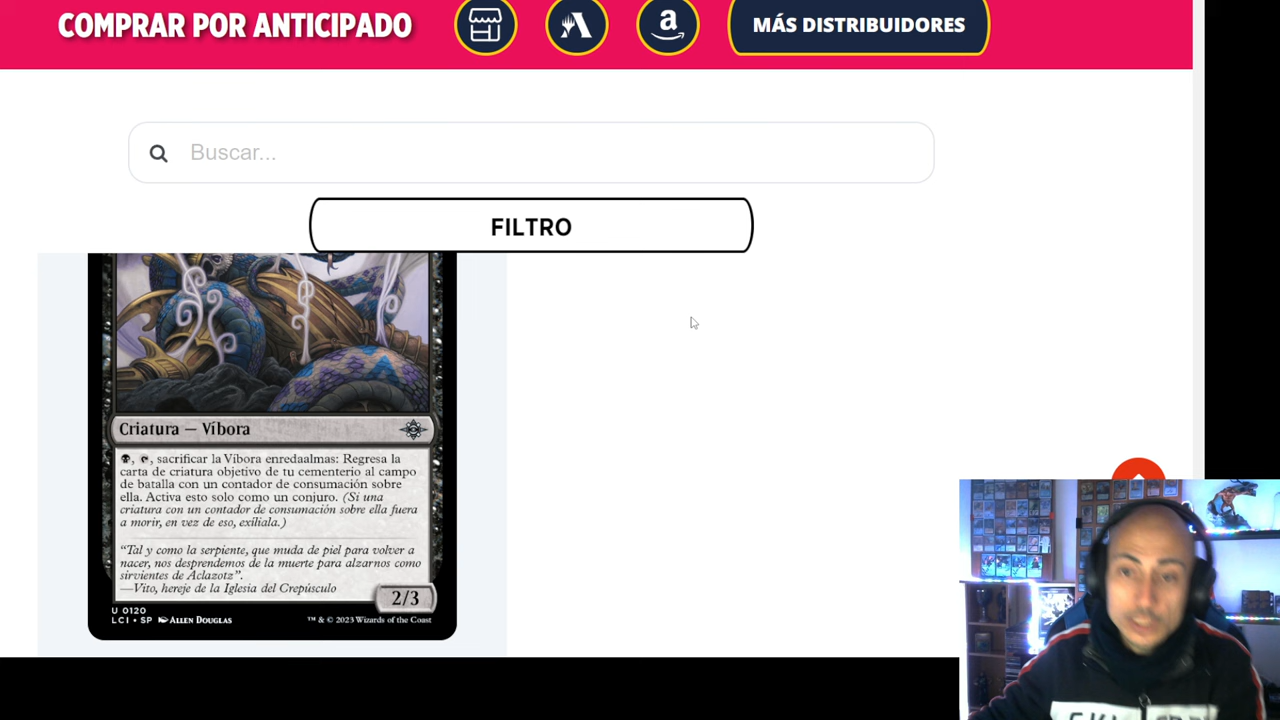 COMPRAR POR ANTICIPADO
MÁS DISTRIBUIDORES
Buscar...
FILTRO
Criatura — Víbora
, , sacrificar la Víbora enredaalmas: Regresa la
carta de criatura objetivo de tu cementerio al campo
de batalla con un contador de consumación sobre
ella. Activa esto solo como un conjuro. (Si una
criatura con un contador de consumación sobre ella fuera
a morir, en vez de eso, exíliala.)
“Tal y como la serpiente, que muda de piel para volver a
nacer, nos desprendemos de la muerte para alzarnos como
sirvientes de Aclazotz”.
—Vito, hereje de la Iglesia del Crepúsculo
2/3
U 0120
LCI • SP ALLEN DOUGLAS
™ & © 2023 Wizards of the Coast